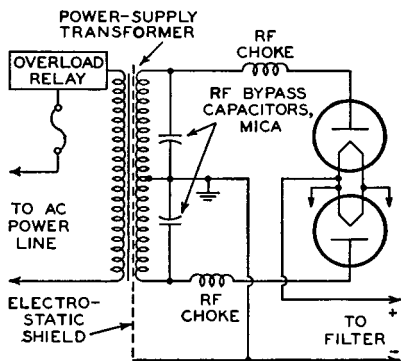 POWER-SUPPLY
TRANSFORMER
OVERLOAD
RELAY
RF
CHOKE
RF BYPASS
CAPACITORS,
MICA
TO AC
POWER
LINE
ELECTRO-
STATIC
SHIELD
RF
CHOKE
+
TO
FILTER
-